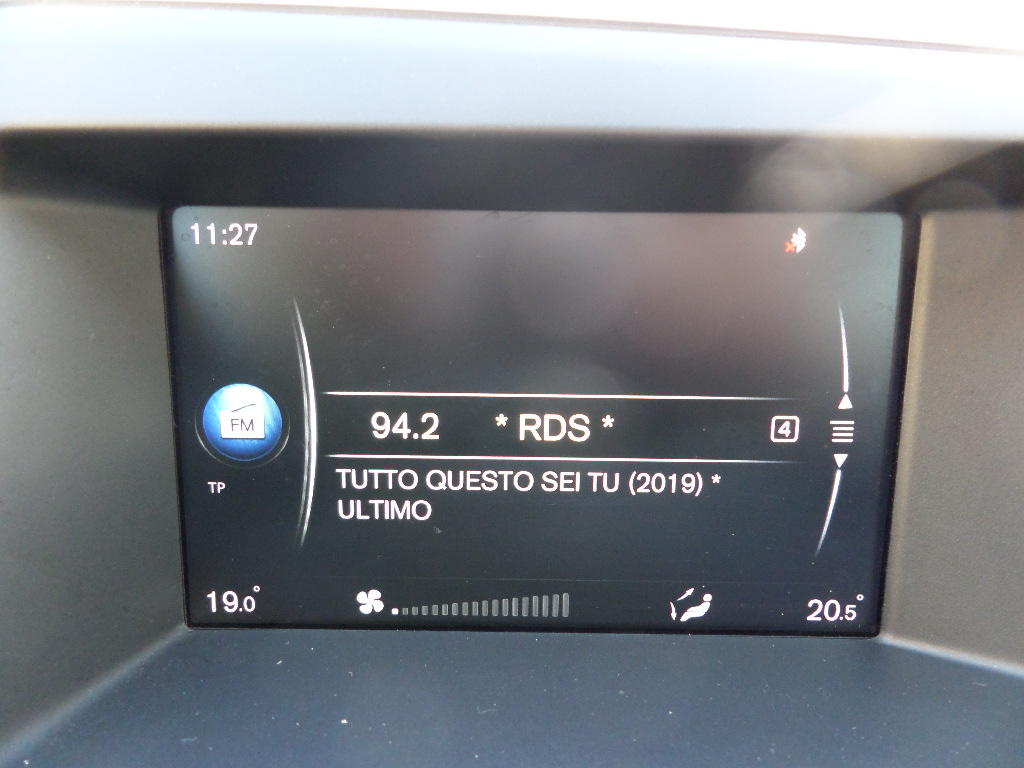 11:27
FM
94.2 * RDS * 4
TP
TUTTO QUESTO SEI TU (2019) *
ULTIMO
19.0° 20.5°